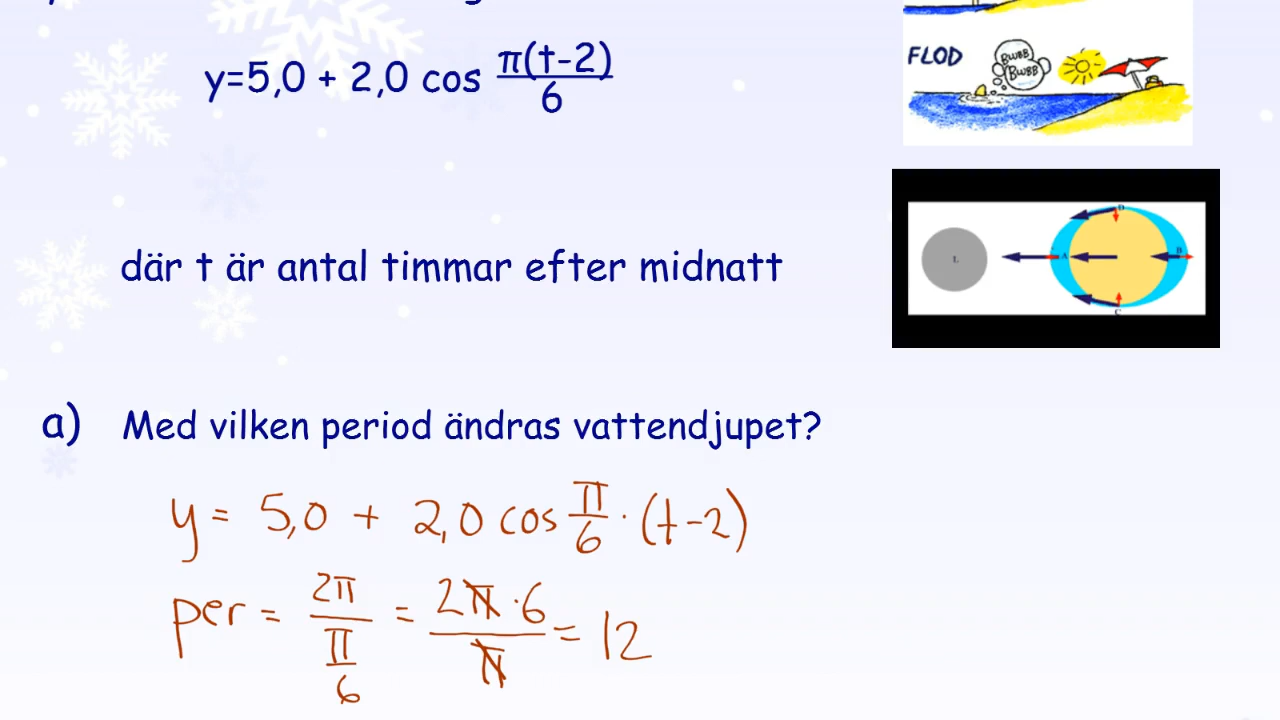 y=5,0 + 2,0 cos π(t-2)/6
FLOD
BWBB
BWBB
där t är antal timmar efter midnatt
L
A
B
C
D
a) Med vilken period ändras vattendjupet?
y = 5,0 + 2,0 cos π/6 · (t-2)
per = 2π/(π/6) = 2π·6/π = 12